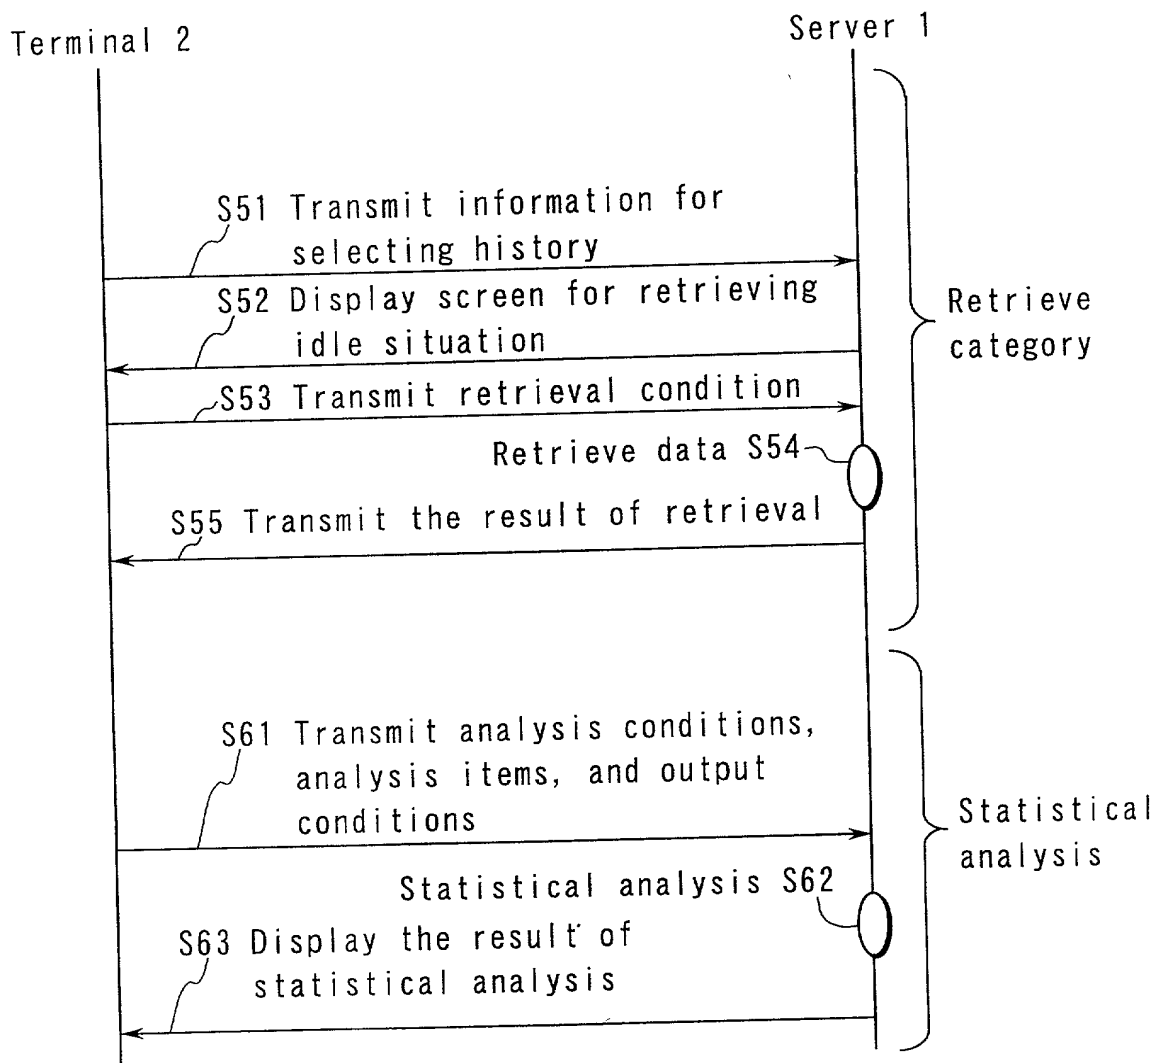 Terminal 2
Server 1
S51 Transmit information for
selecting history
S52 Display screen for retrieving
idle situation
S53 Transmit retrieval condition
Retrieve data S54
S55 Transmit the result of retrieval
Retrieve
category
S61 Transmit analysis conditions,
analysis items, and output
conditions
Statistical analysis S62
S63 Display the result of
statistical analysis
Statistical
analysis